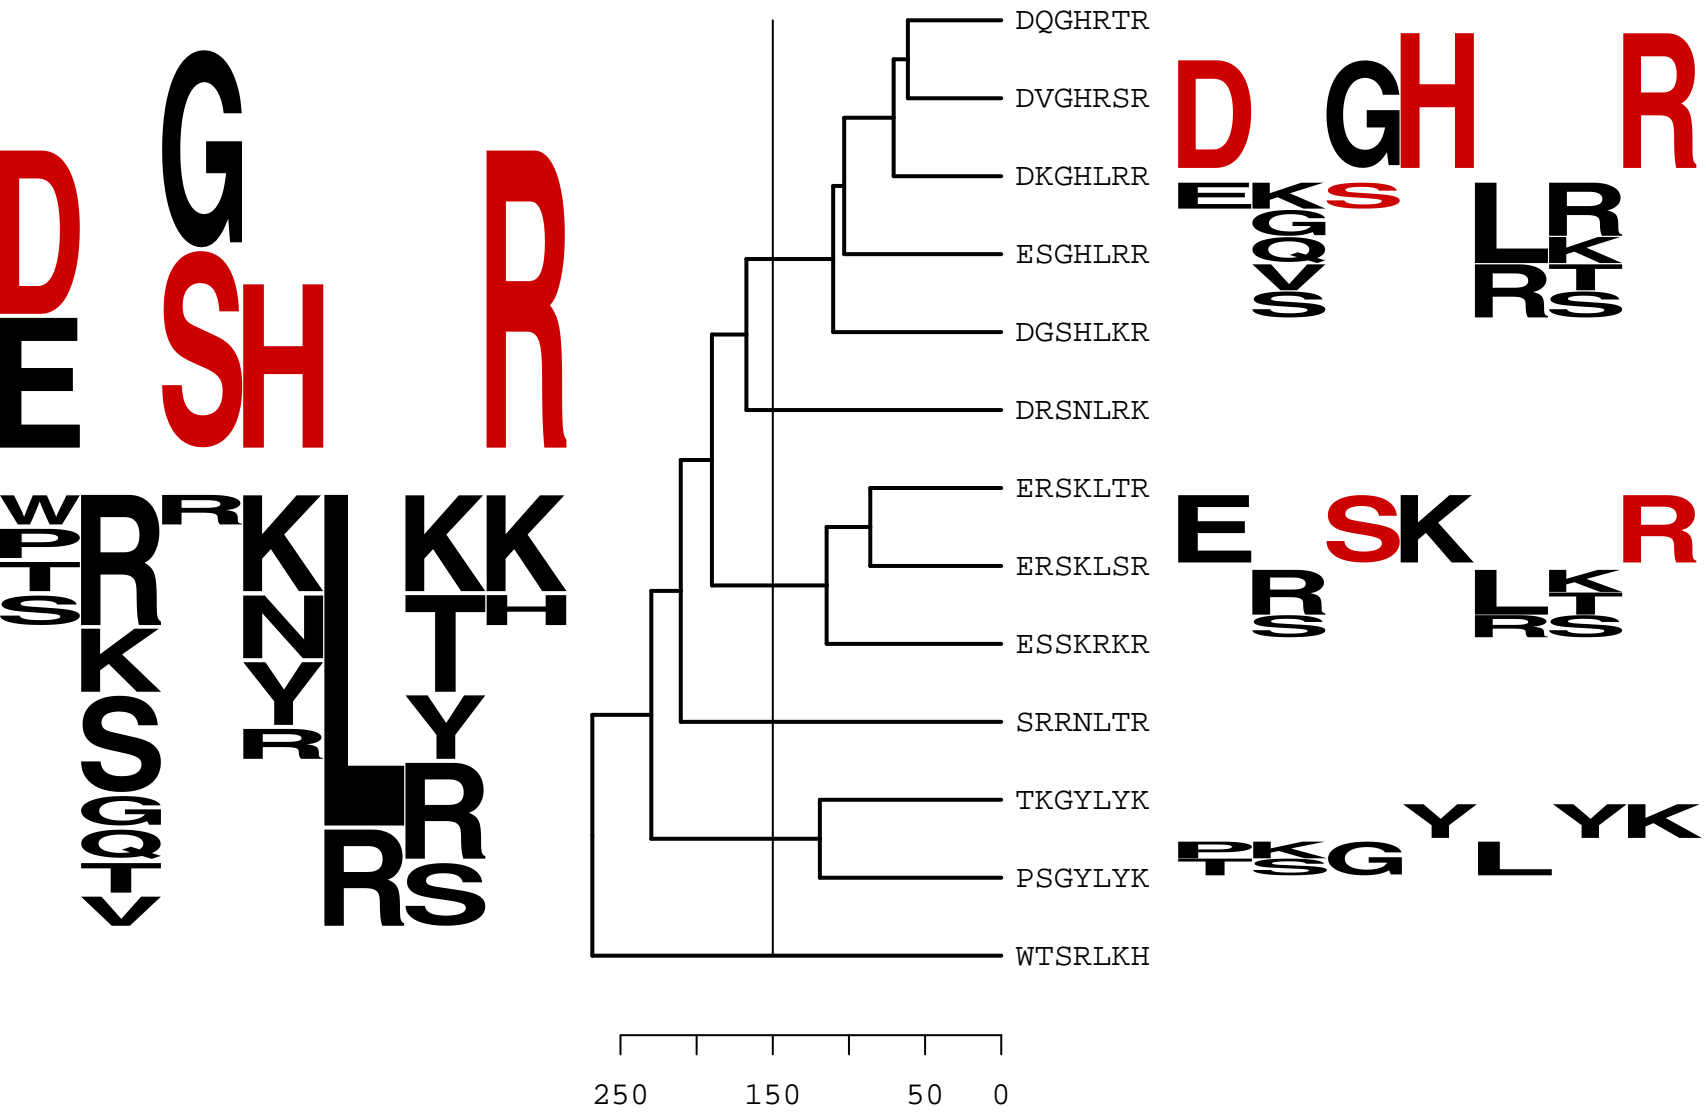 DQGHRTR
DVGHRSR
DKGHLRR
ESGHLRR
DGSHLKR
DRSNLRK
ERSKLTR
ERSKLSR
ESSKRKR
SRRNLTR
TKGYLYK
PSGYLYK
WTSRLKH
G
D S H R
E
W R R K L K K
P K N T H
T S Y Y
S G R R R
Q S
T
V
D G H R
E K S L R
G K
Q R T
V S
S
E S K R
R L K
S R T
S
Y Y K
P K G L
T S
250 150 50 0